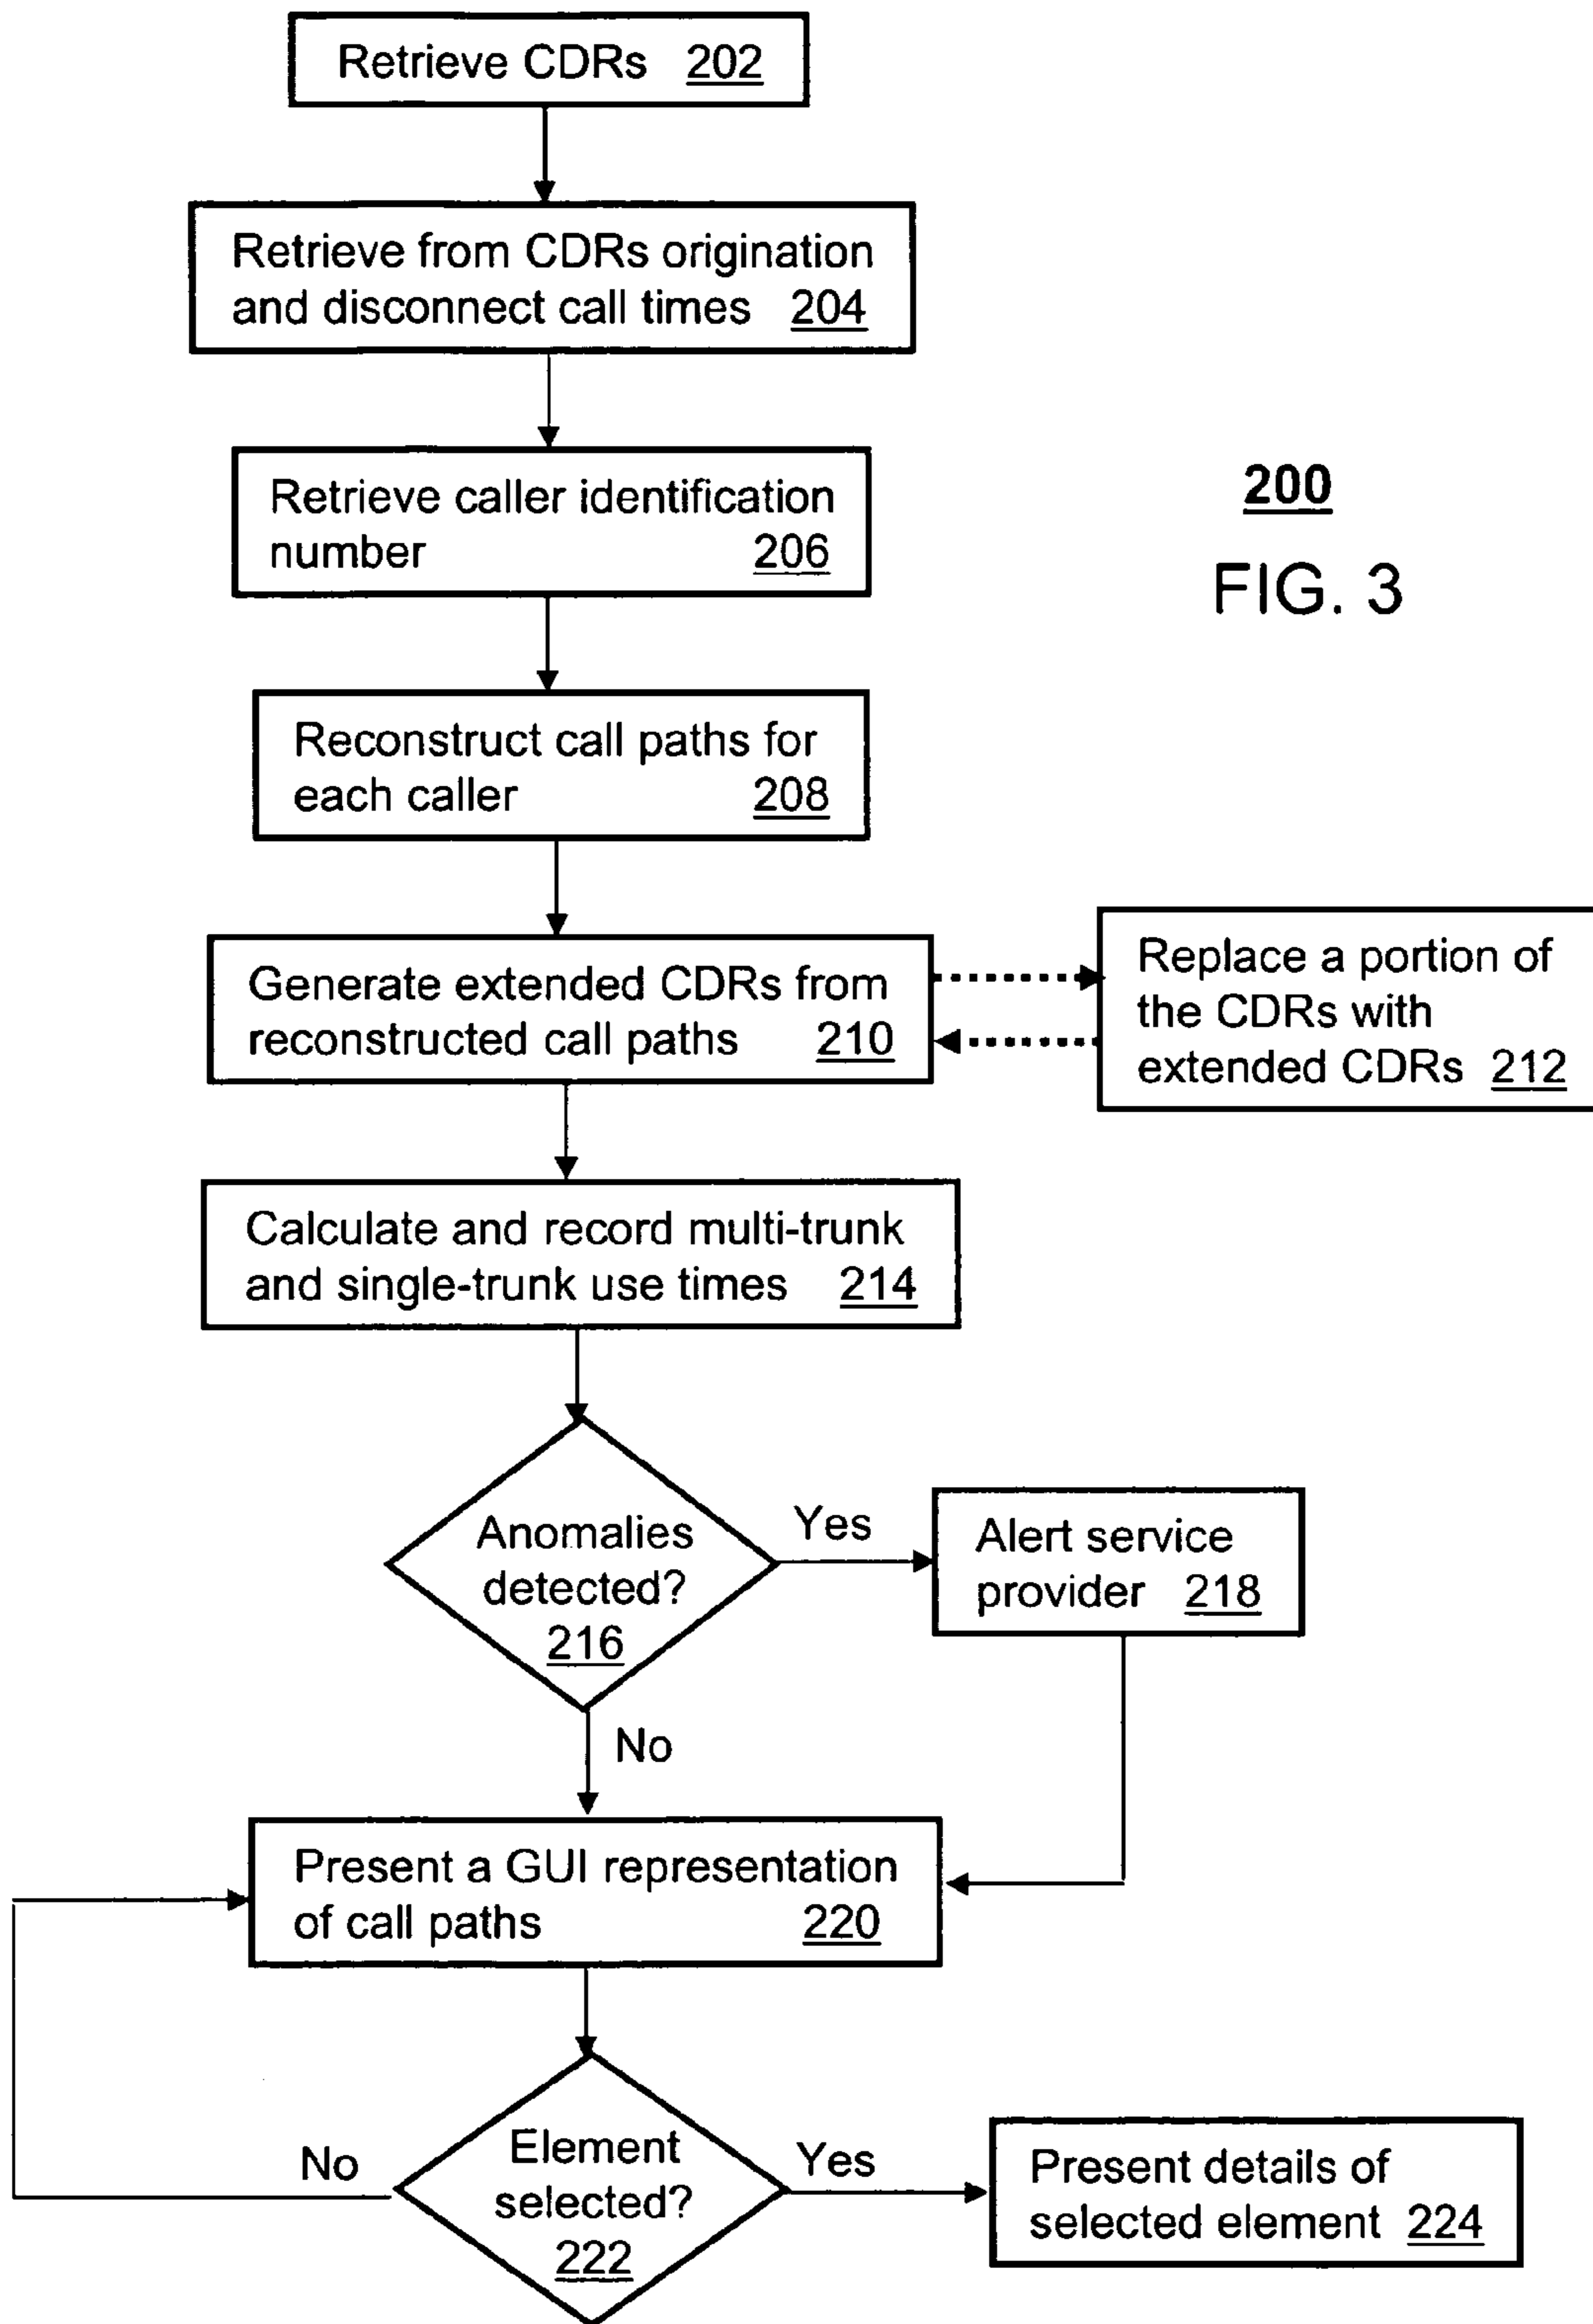 Retrieve CDRs 202
Retrieve from CDRs origination
and disconnect call times 204
Retrieve caller identification
number 206
200
FIG. 3
Reconstruct call paths for
each caller 208
Generate extended CDRs from
reconstructed call paths 210
Replace a portion of
the CDRs with
extended CDRs 212
Calculate and record multi-trunk
and single-trunk use times 214
Anomalies
detected?
216
Yes
Alert service
provider 218
No
Present a GUI representation
of call paths 220
Element
selected?
222
No
Yes
Present details of
selected element 224